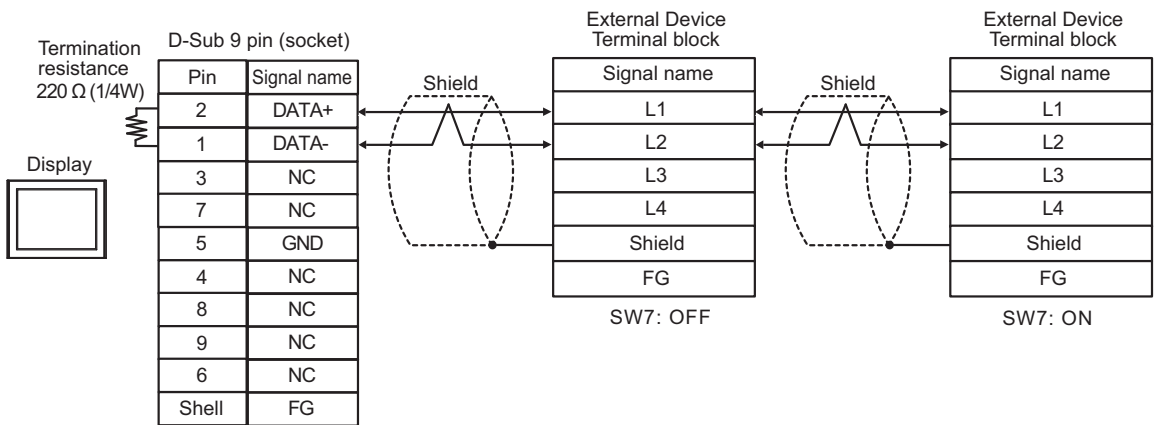 Termination
resistance
220 Ω (1/4W)
Display
D-Sub 9 pin (socket)
Pin Signal name
2 DATA+
1 DATA-
3 NC
7 NC
5 GND
4 NC
8 NC
9 NC
6 NC
Shell FG
Shield
External Device
Terminal block
Signal name
L1
L2
L3
L4
Shield
FG
SW7: OFF
Shield
External Device
Terminal block
Signal name
L1
L2
L3
L4
Shield
FG
SW7: ON